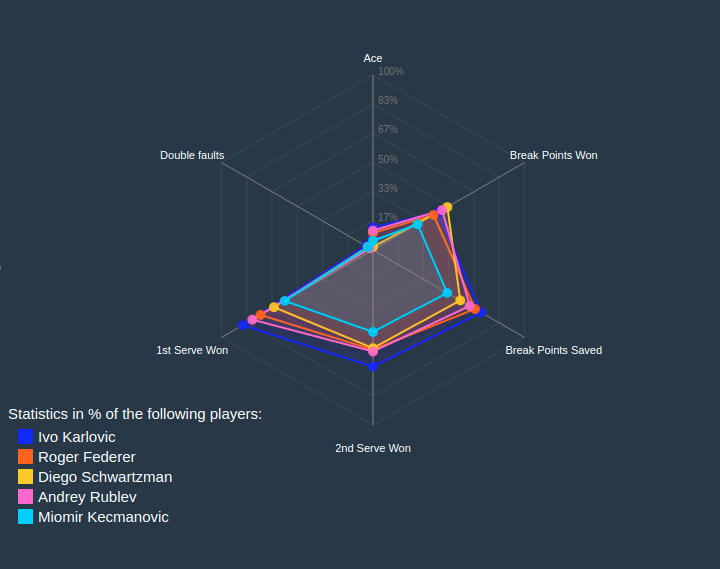 Ace
100%
83%
67%
50%
33%
17%
Double faults
Break Points Won
1st Serve Won
Break Points Saved
2nd Serve Won
Statistics in % of the following players:
Ivo Karlovic
Roger Federer
Diego Schwartzman
Andrey Rublev
Miomir Kecmanovic